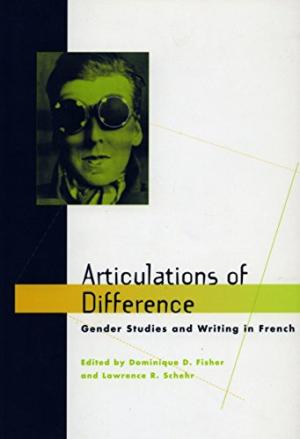 Articulations of
Difference
Gender Studies and Writing in French
Edited by Dominique D. Fisher
and Lawrence R. Schehr